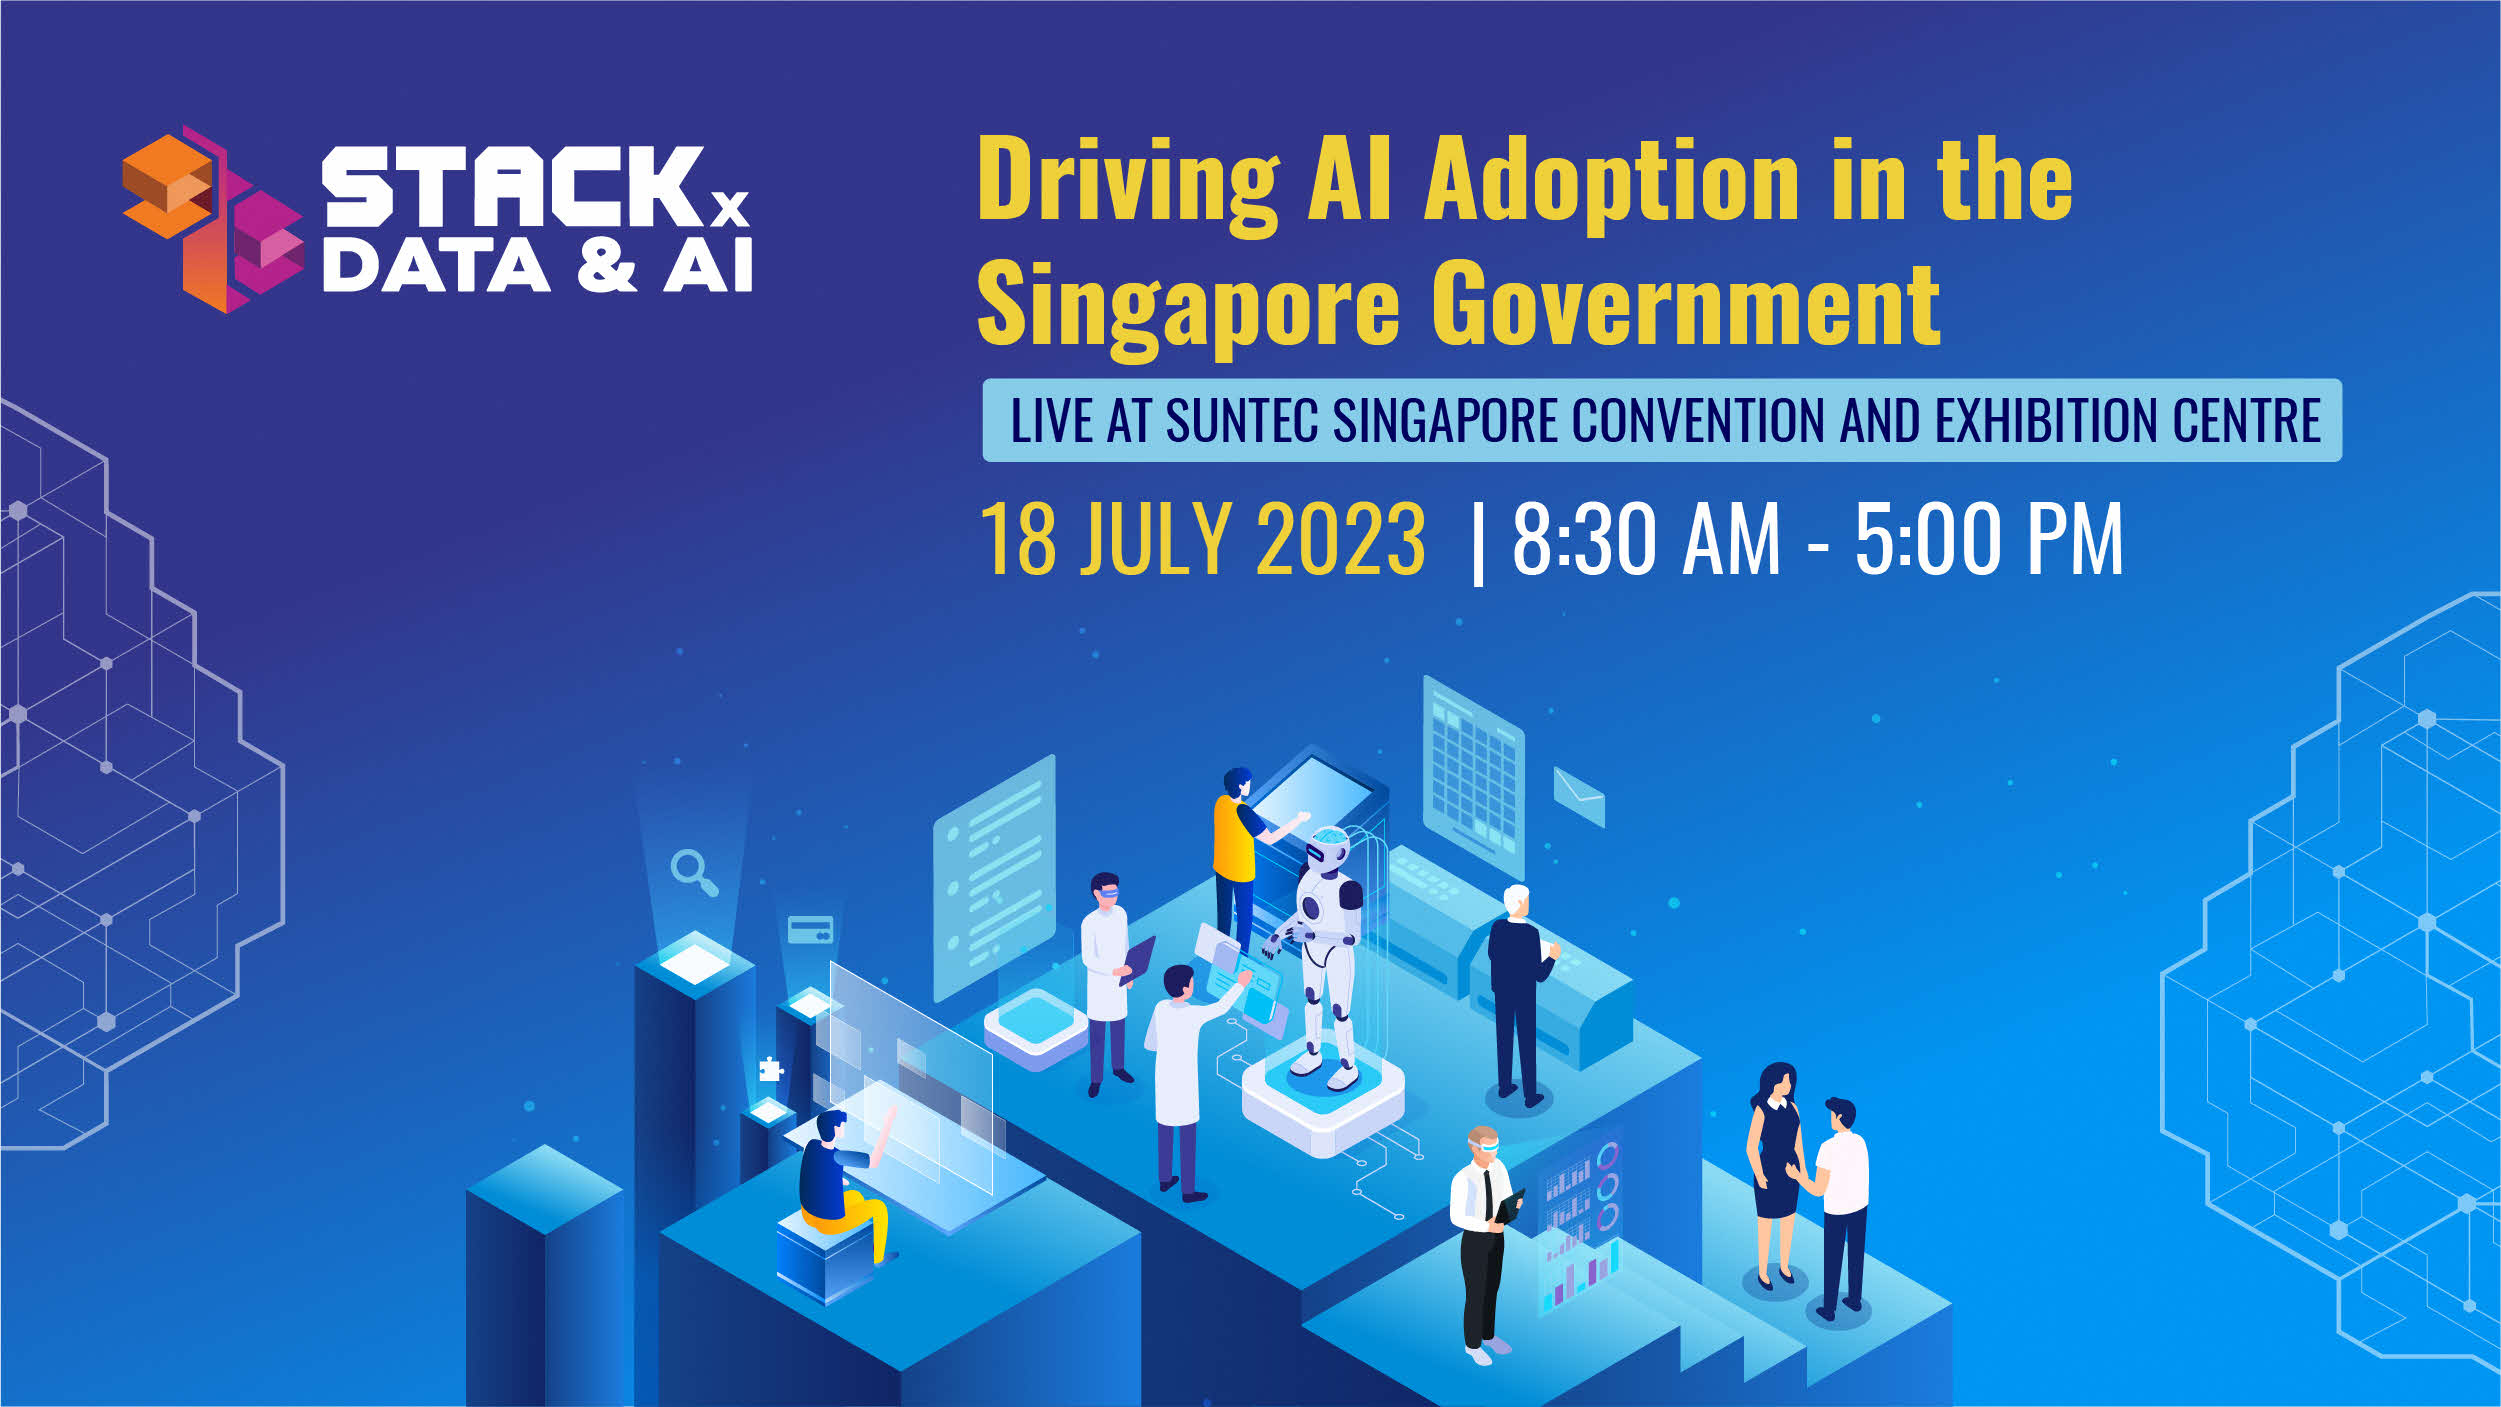 STACK x
DATA & AI
Driving AI Adoption in the
Singapore Government
LIVE AT SUNTEC SINGAPORE CONVENTION AND EXHIBITION CENTRE
18 JULY 2023 | 8:30 AM - 5:00 PM